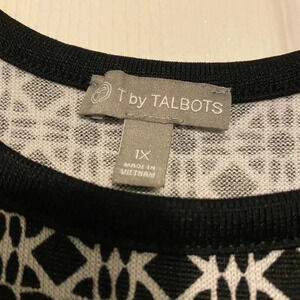 T by TALBOTS
1X
MADE IN
VIETNAM